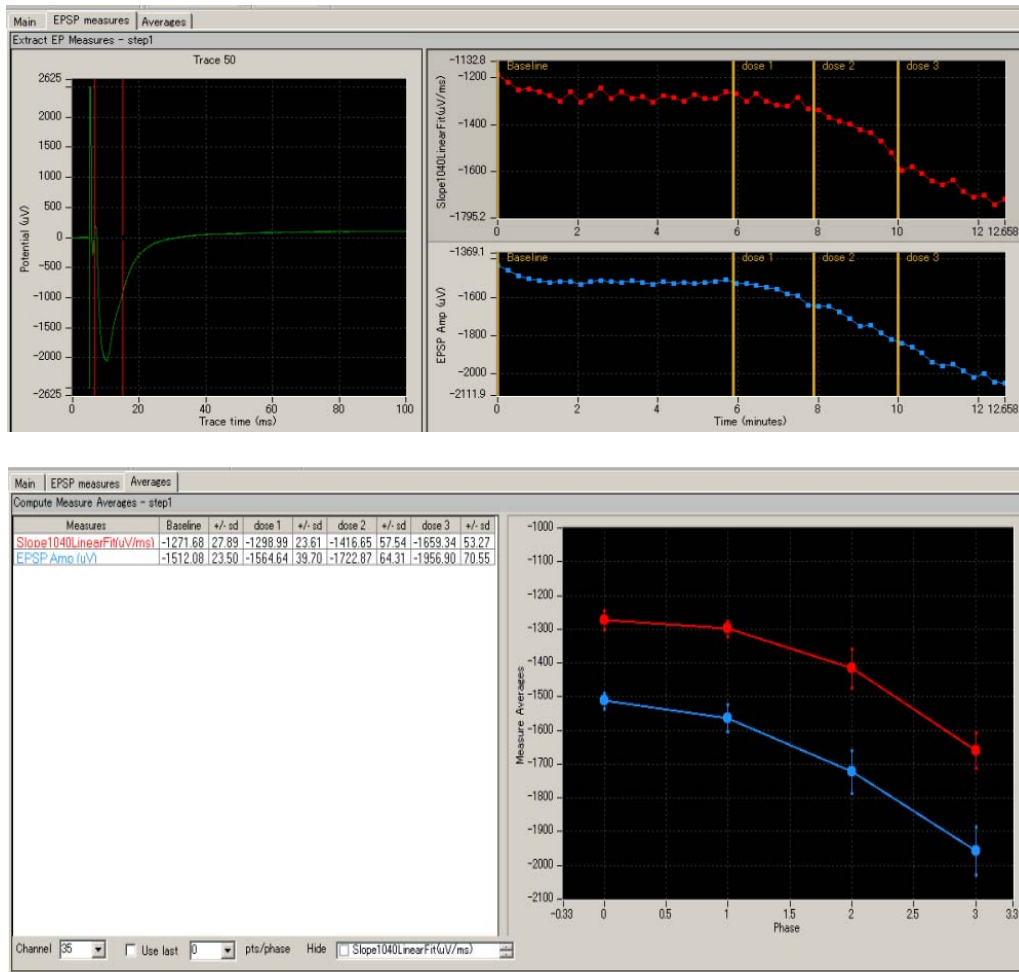 Main EPSP measures Averages
Extract EP Measures - step1
Trace 50
Potential (uV)
2625
2000
1500
1000
500
0
-500
-1000
-1500
-2000
-2625
0 20 40 60 80 100
Trace time (ms)
Slope1040LinearFit(uV/ms)
-1132.8
-1200
-1400
-1600
-1795.2
Baseline dose 1 dose 2 dose 3
0 2 4 6 8 10 12 12.658
EPSP Amp (uV)
-1369.1
-1600
-1800
-2000
-2111.9
Baseline dose 1 dose 2 dose 3
0 2 4 6 8 10 12 12.658
Time (minutes)
Main EPSP measures Averages
Compute Measure Averages - step1
Measures Baseline +/- sd dose 1 +/- sd dose 2 +/- sd dose 3 +/- sd
Slope1040LinearFit(uV/ms) -1271.68 27.89 -1298.99 23.61 -1416.65 57.54 -1659.34 53.27
EPSP Amp (uV) -1512.08 23.50 -1564.64 39.70 -1722.87 64.31 -1956.90 70.55
Measure Averages
-1000
-1100
-1200
-1300
-1400
-1500
-1600
-1700
-1800
-1900
-2000
-2100
-0.33 0 0.5 1 1.5 2 2.5 3 3.3
Phase
Channel 35 Use last 0 pts/phase Hide Slope1040LinearFit(uV/ms)